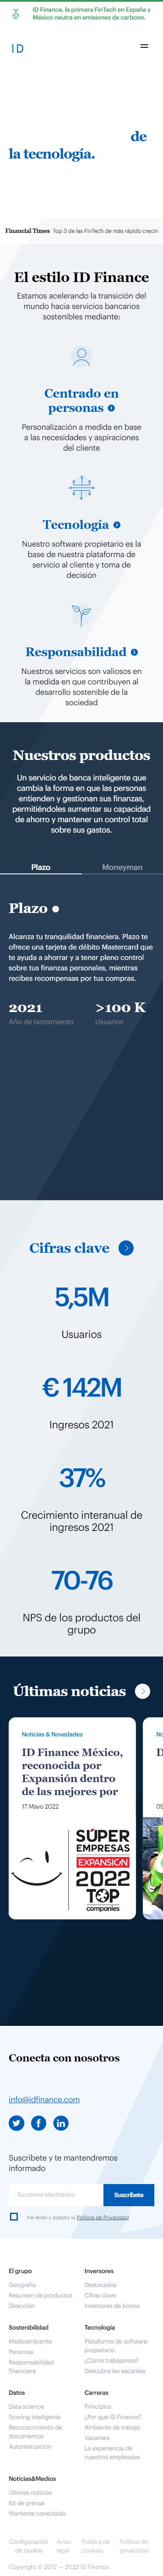 ID Finance, la primera FinTech en España y
México neutra en emisiones de carbono.
ID
de
la tecnología.
Financial Times Top 3 de las FinTech de más rápido crecin
El estilo ID Finance
Estamos acelerando la transición del
mundo hacia servicios bancarios
sostenibles mediante:
Centrado en
personas
Personalización a medida en base
a las necesidades y aspiraciones
del cliente
Tecnología
Nuestro software propietario es la
base de nuestra plataforma de
servicio al cliente y toma de
decisión
Responsabilidad
Nuestros servicios son valiosos en
la medida en que contribuyen al
desarrollo sostenible de la
sociedad
Nuestros productos
Un servicio de banca inteligente que
cambia la forma en que las personas
entienden y gestionan sus finanzas,
permitiéndoles aumentar su capacidad
de ahorro y mantener un control total
sobre sus gastos.
Plazo
Moneyman
Plazo
Alcanza tu tranquilidad financiera. Plazo te
ofrece una tarjeta de débito Mastercard que
te ayuda a ahorrar y a tener pleno control
sobre tus finanzas personales, mientras
recibes recompensas por tus compras.
2021
>100 K
Año de lanzamiento
Usuarios
Cifras clave
5,5M
Usuarios
€ 142M
Ingresos 2021
37%
Crecimiento interanual de
ingresos 2021
70-76
NPS de los productos del
grupo
Últimas noticias
Noticias & Novedades
ID Finance México,
reconocida por
Expansión dentro
de las mejores por
17 Mayo 2022
SÚPER
EMPRESAS
EXPANSIÓN
2022
TOP
companies
No
I
09
Conecta con nosotros
info@idfinance.com
Suscríbete y te mantendremos
informado
Su correo electrónico
Suscríbete
He leído y acepto la Política de Privacidad
El grupo
Geografía
Resumen de productos
Dirección
Inversores
Destacados
Cifras clave
Inversores de bonos
Sostenibilidad
Medioambiente
Personas
Responsabilidad
financiera
Tecnología
Plataforma de software
propietario
¿Cómo trabajamos?
Descubre las vacantes
Datos
Data science
Scoring inteligente
Reconocimiento de
documentos
Automatización
Carreras
Principios
¿Por qué ID Finance?
Ambiente de trabajo
Vacantes
La experiencia de
nuestros empleados
Noticias&Medios
Últimas noticias
Kit de prensa
Mantente conectado
Configuración
de cookie
Aviso
legal
Política de
cookies
Política de
privacidad
Copyright © 2012 — 2022 ID Finance